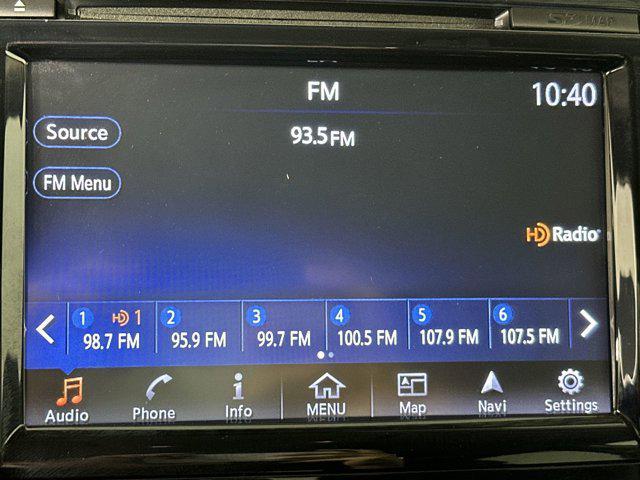 FM
10:40
Source
93.5 FM
FM Menu
HD Radio
1 HD 1 2 3 4 5 6
98.7 FM 95.9 FM 99.7 FM 100.5 FM 107.9 FM 107.5 FM
Audio Phone Info MENU Map Navi Settings